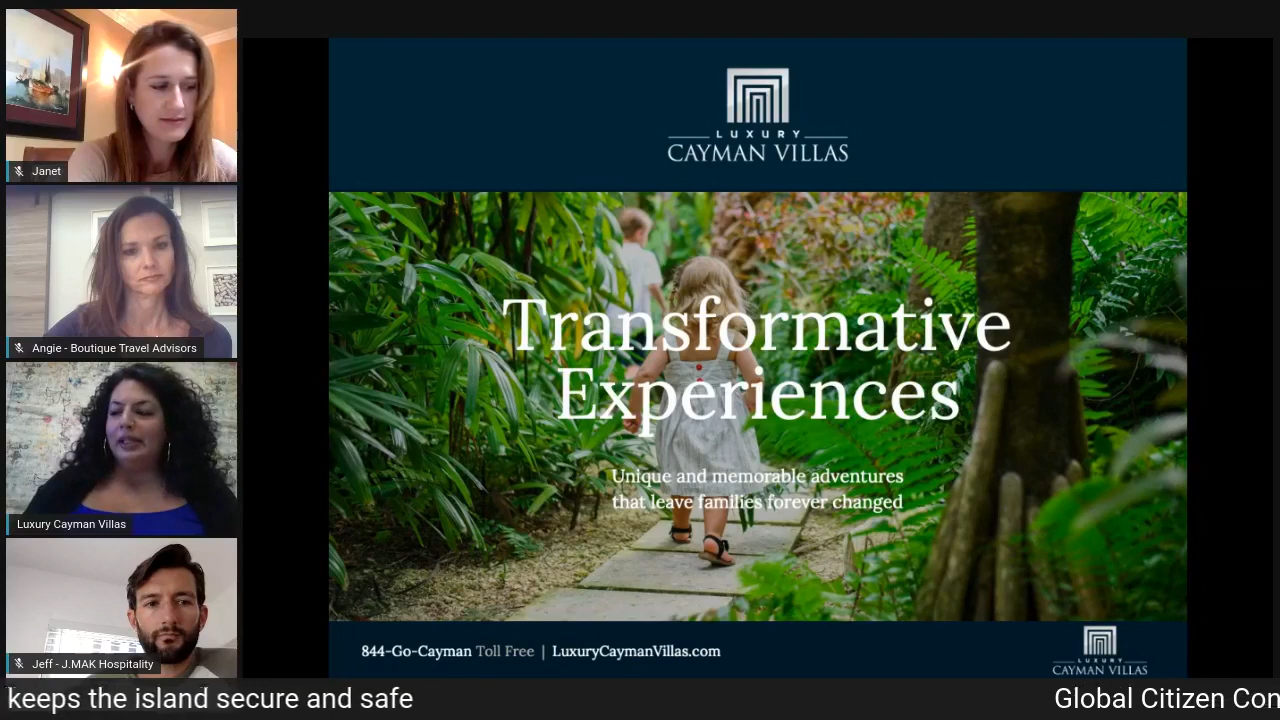 Janet
Angie - Boutique Travel Advisors
Luxury Cayman Villas
Jeff - J.MAK Hospitality
LUXURY
CAYMAN VILLAS
Transformative
Experiences
Unique and memorable adventures
that leave families forever changed
844-Go-Cayman Toll Free | LuxuryCaymanVillas.com
LUXURY
CAYMAN VILLAS
keeps the island secure and safe
Global Citizen Con